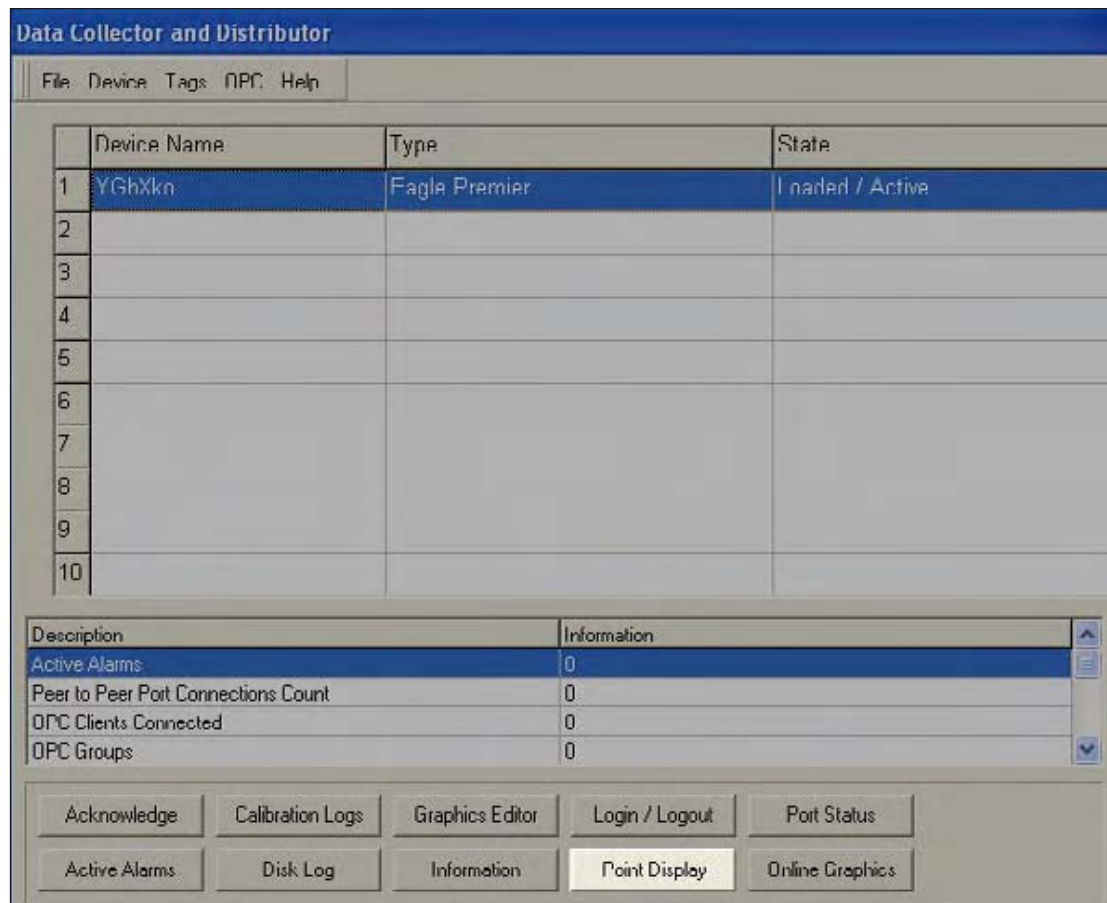 Data Collector and Distributor
File Device Tags OPC Help
Device Name Type State
1 YGhXkn Eagle Premier Loaded / Active
2
3
4
5
6
7
8
9
10
Description Information
Active Alarms 0
Peer to Peer Port Connections Count 0
OPC Clients Connected 0
OPC Groups 0
Acknowledge Calibration Logs Graphics Editor Login / Logout Port Status
Active Alarms Disk Log Information Point Display Online Graphics